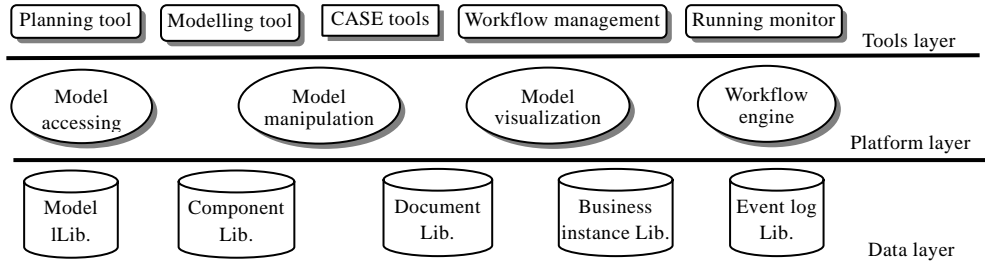 Planning tool
Modelling tool
CASE tools
Workflow management
Running monitor
Tools layer
Model
accessing
Model
manipulation
Model
visualization
Workflow
engine
Platform layer
Model
lLib.
Component
Lib.
Document
Lib.
Business
instance Lib.
Event log
Lib.
Data layer